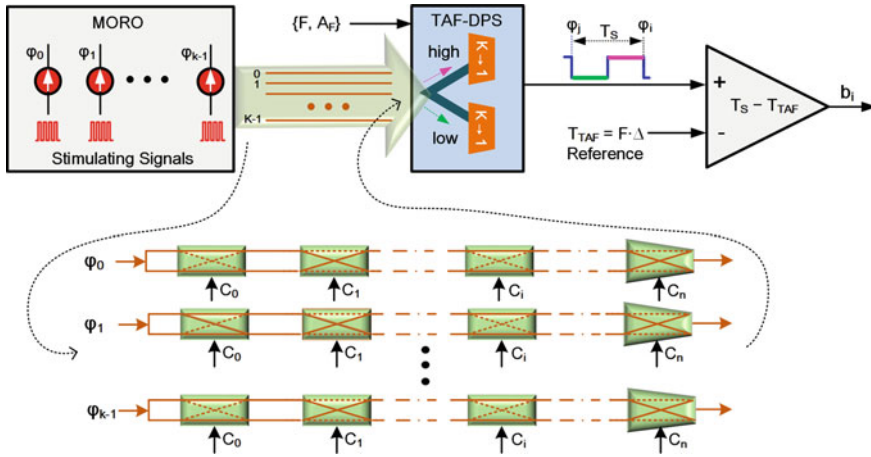 MORO
φ0 φ1 φk-1
Stimulating Signals
0
1
K-1
{F, AF}
TAF-DPS
high
low
K→1
K→1
φj TS φi
+
TS – TTAF
-
bi
TTAF = F·Δ
Reference
φ0
C0 C1 Ci Cn
φ1
C0 C1 Ci Cn
φk-1
C0 C1 Ci Cn